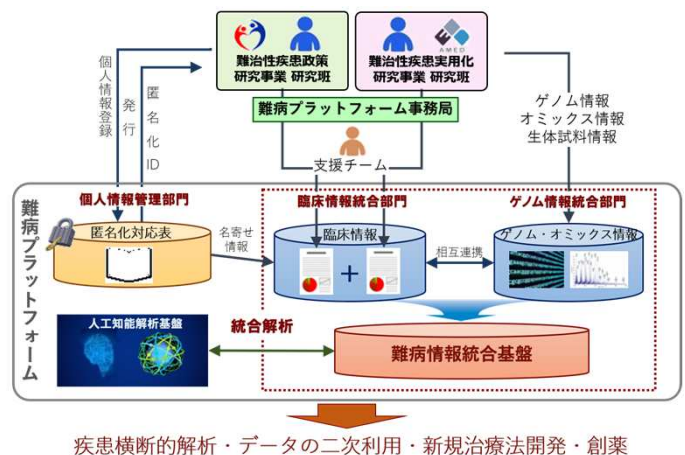 難治性疾患政策
研究事業 研究班
AMED
難治性疾患実用化
研究事業 研究班
難病プラットフォーム事務局
支援チーム
個人情報登録
発行
匿名化ID
ゲノム情報
オミックス情報
生体試料情報
難病プラットフォーム
個人情報管理部門
臨床情報統合部門
ゲノム情報統合部門
匿名化対応表
名寄せ
情報
臨床情報
+
相互連携
ゲノム・オミックス情報
人工知能解析基盤
統合解析
難病情報統合基盤
疾患横断的解析・データの二次利用・新規治療法開発・創薬